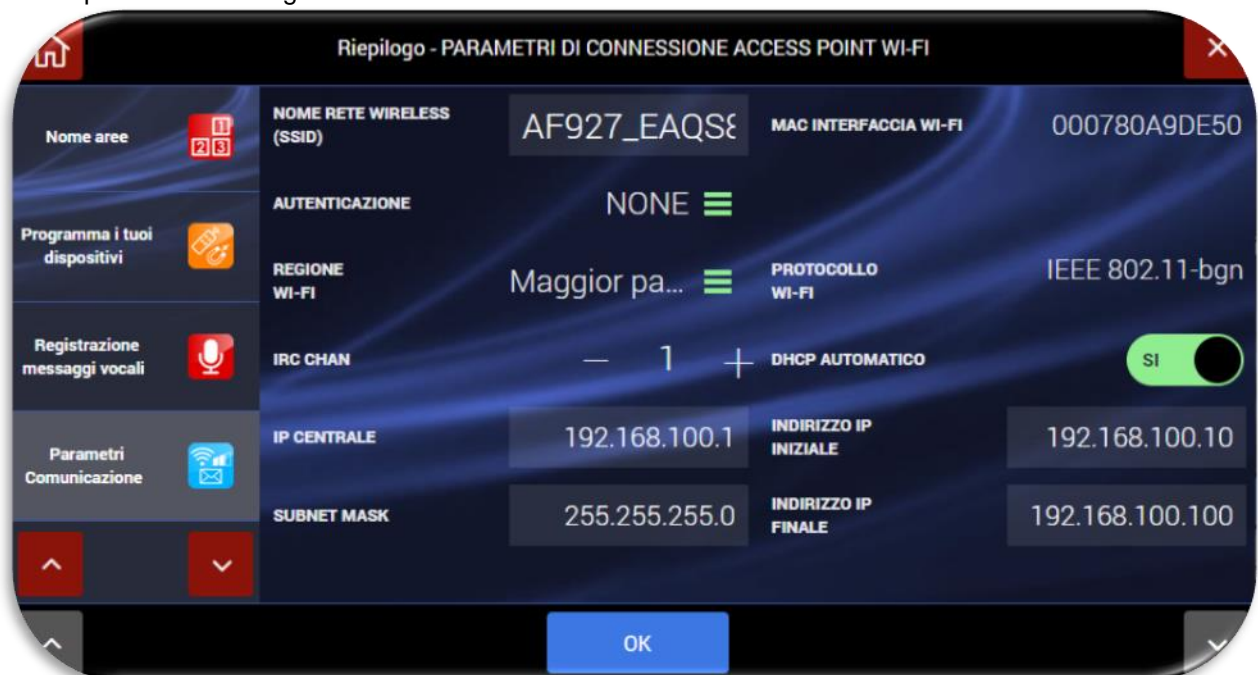 Riepilogo - PARAMETRI DI CONNESSIONE ACCESS POINT WI-FI
Nome aree
1
2 3
Programma i tuoi
dispositivi
Registrazione
messaggi vocali
Parametri
Comunicazione
NOME RETE WIRELESS
(SSID)
AF927_EAQS
MAC INTERFACCIA WI-FI
000780A9DE50
AUTENTICAZIONE
NONE
REGIONE
WI-FI
Maggior pa...
PROTOCOLLO
WI-FI
IEEE 802.11-bgn
IRC CHAN
— 1 +
DHCP AUTOMATICO
SI
IP CENTRALE
192.168.100.1
INDIRIZZO IP
INIZIALE
192.168.100.10
SUBNET MASK
255.255.255.0
INDIRIZZO IP
FINALE
192.168.100.100
OK